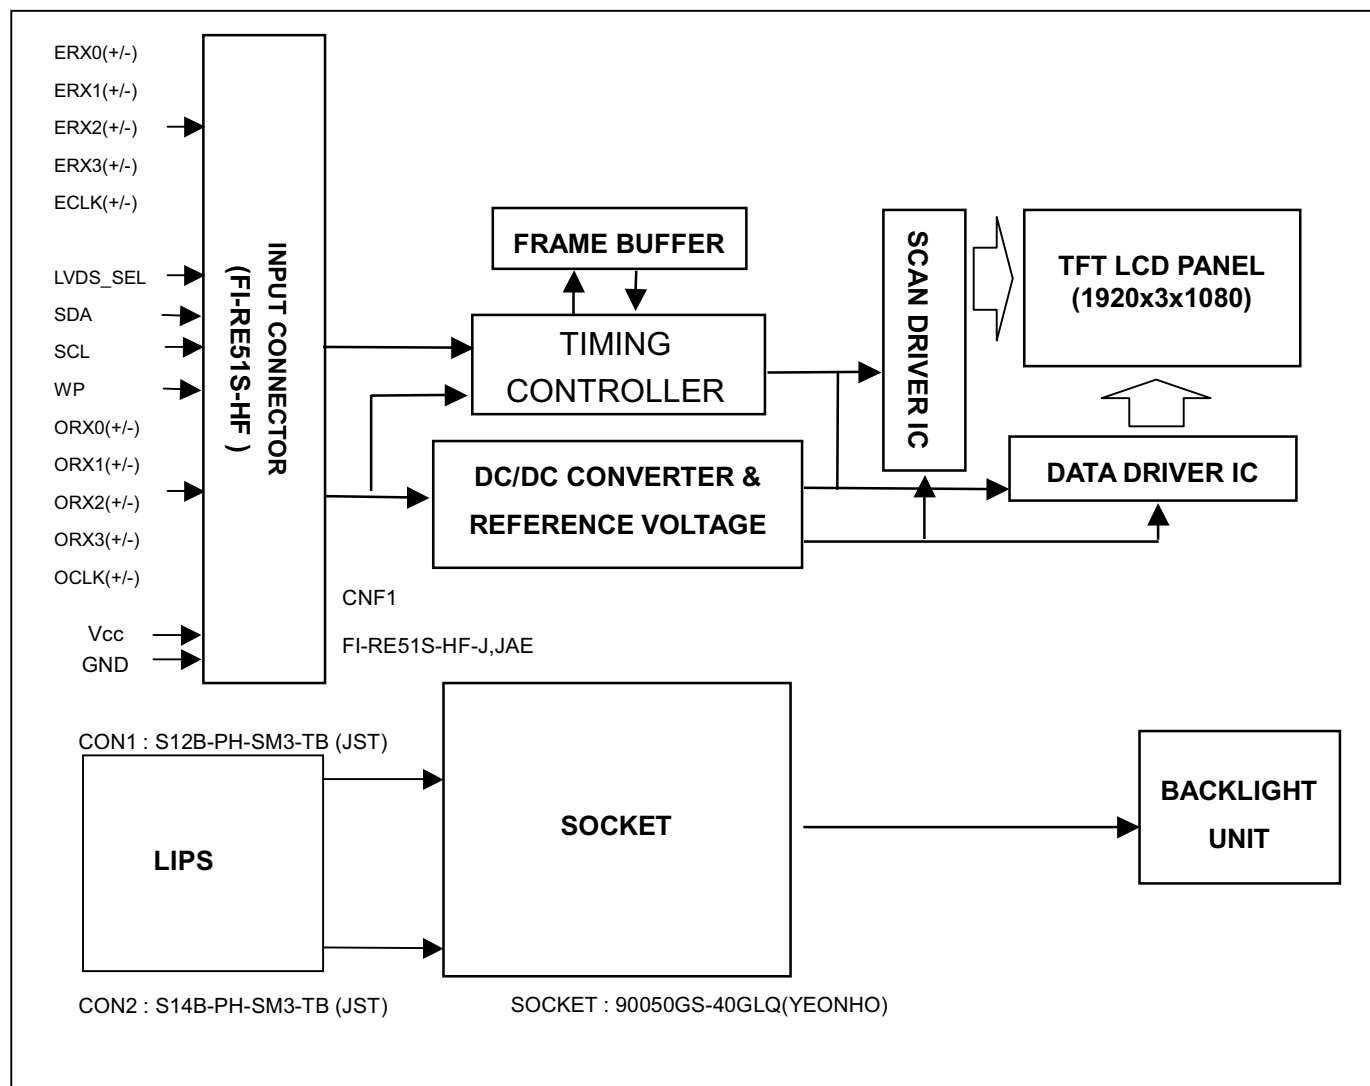 ERX0(+/-)
ERX1(+/-)
ERX2(+/-)
ERX3(+/-)
ECLK(+/-)
LVDS_SEL
SDA
SCL
WP
ORX0(+/-)
ORX1(+/-)
ORX2(+/-)
ORX3(+/-)
OCLK(+/-)
Vcc
GND
INPUT CONNECTOR
(FI-RE51S-HF )
FRAME BUFFER
TIMING
CONTROLLER
DC/DC CONVERTER &
REFERENCE VOLTAGE
SCAN DRIVER IC
TFT LCD PANEL
(1920x3x1080)
DATA DRIVER IC
CNF1
FI-RE51S-HF-J,JAE
CON1 : S12B-PH-SM3-TB (JST)
LIPS
CON2 : S14B-PH-SM3-TB (JST)
SOCKET
SOCKET : 90050GS-40GLQ(YEONHO)
BACKLIGHT
UNIT